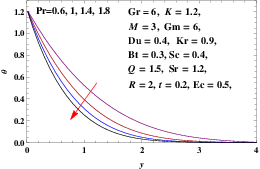 Pr=0.6, 1, 1.4, 1.8
Gr = 6, K = 1.2,
M = 3, Gm = 6,
Du = 0.4, Kr = 0.9,
Bt = 0.3, Sc = 0.4,
Q = 1.5, Sr = 1.2,
R = 2, t = 0.2, Ec = 0.5,
1.2
1.0
0.8
0.6
0.4
0.2
0.0
θ
0 1 2 3 4
y